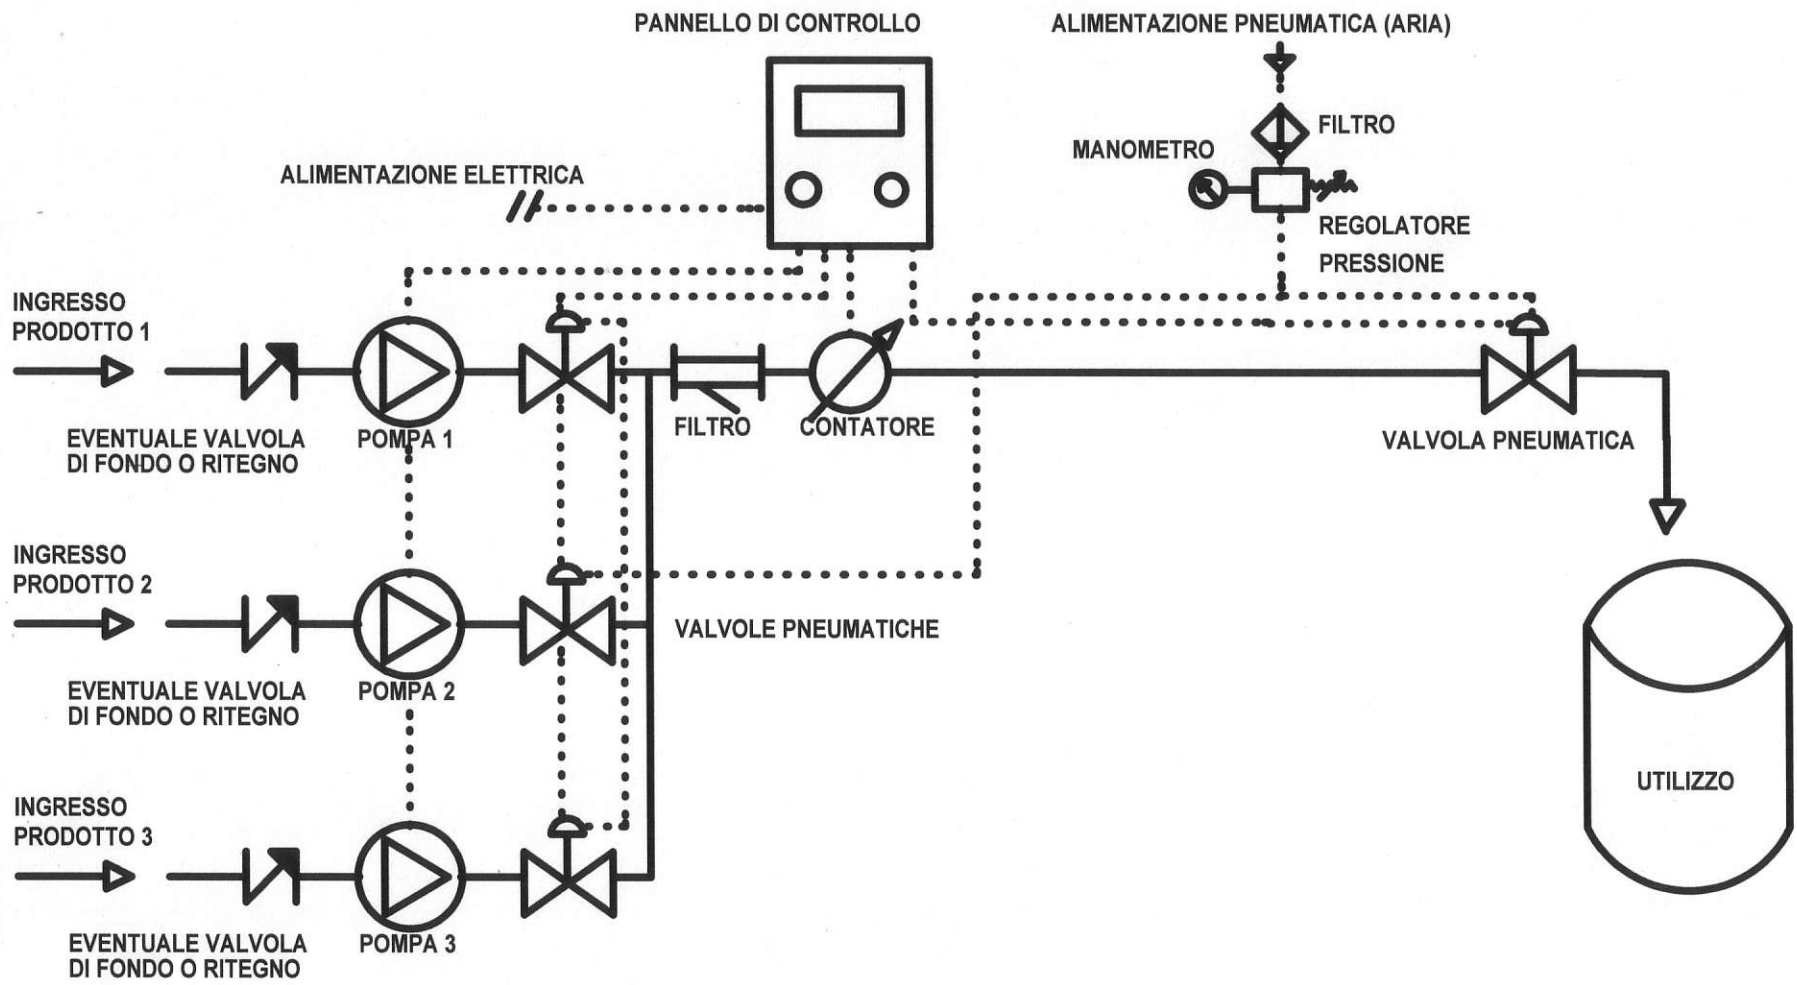 PANNELLO DI CONTROLLO
ALIMENTAZIONE PNEUMATICA (ARIA)
FILTRO
MANOMETRO
ALIMENTAZIONE ELETTRICA
REGOLATORE
PRESSIONE
INGRESSO
PRODOTTO 1
EVENTUALE VALVOLA
DI FONDO O RITEGNO
POMPA 1
FILTRO
CONTATORE
VALVOLA PNEUMATICA
INGRESSO
PRODOTTO 2
EVENTUALE VALVOLA
DI FONDO O RITEGNO
POMPA 2
VALVOLE PNEUMATICHE
UTILIZZO
INGRESSO
PRODOTTO 3
EVENTUALE VALVOLA
DI FONDO O RITEGNO
POMPA 3